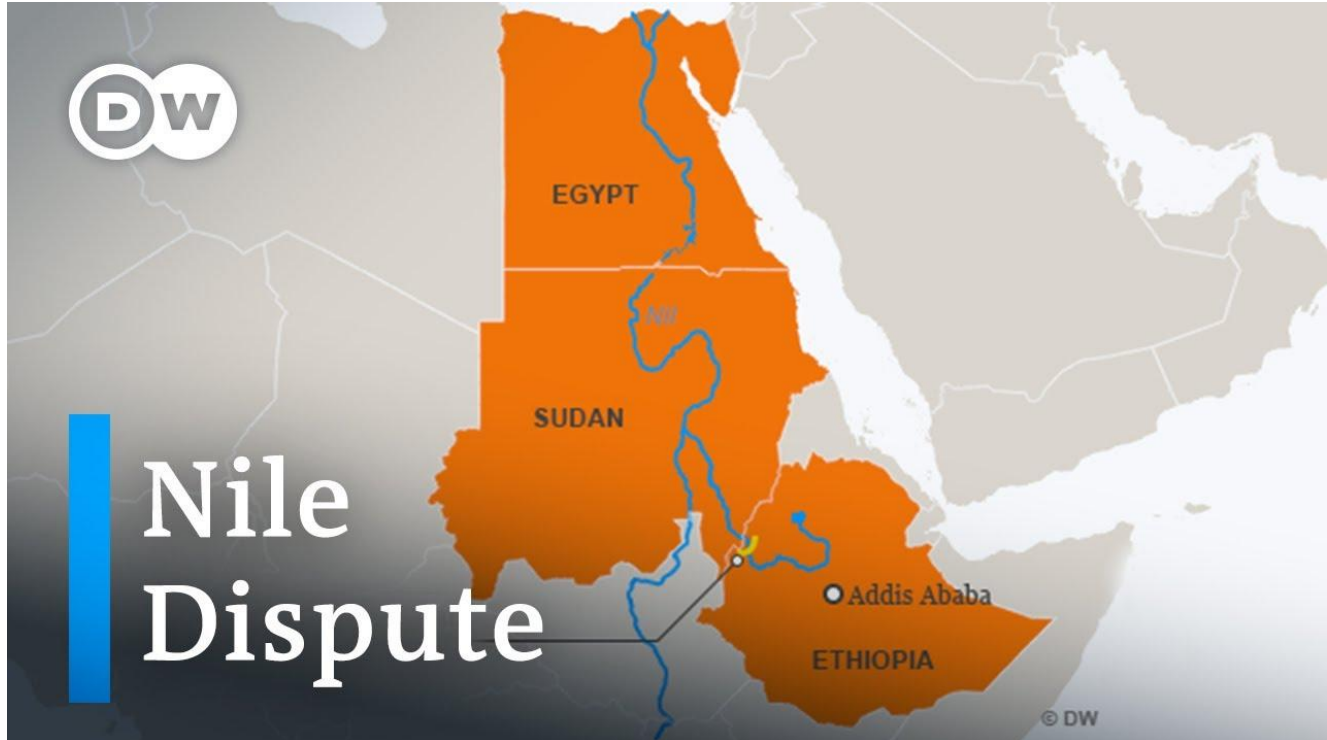 DW
EGYPT
Nil
SUDAN
Nile
Dispute
Addis Ababa
ETHIOPIA
© DW